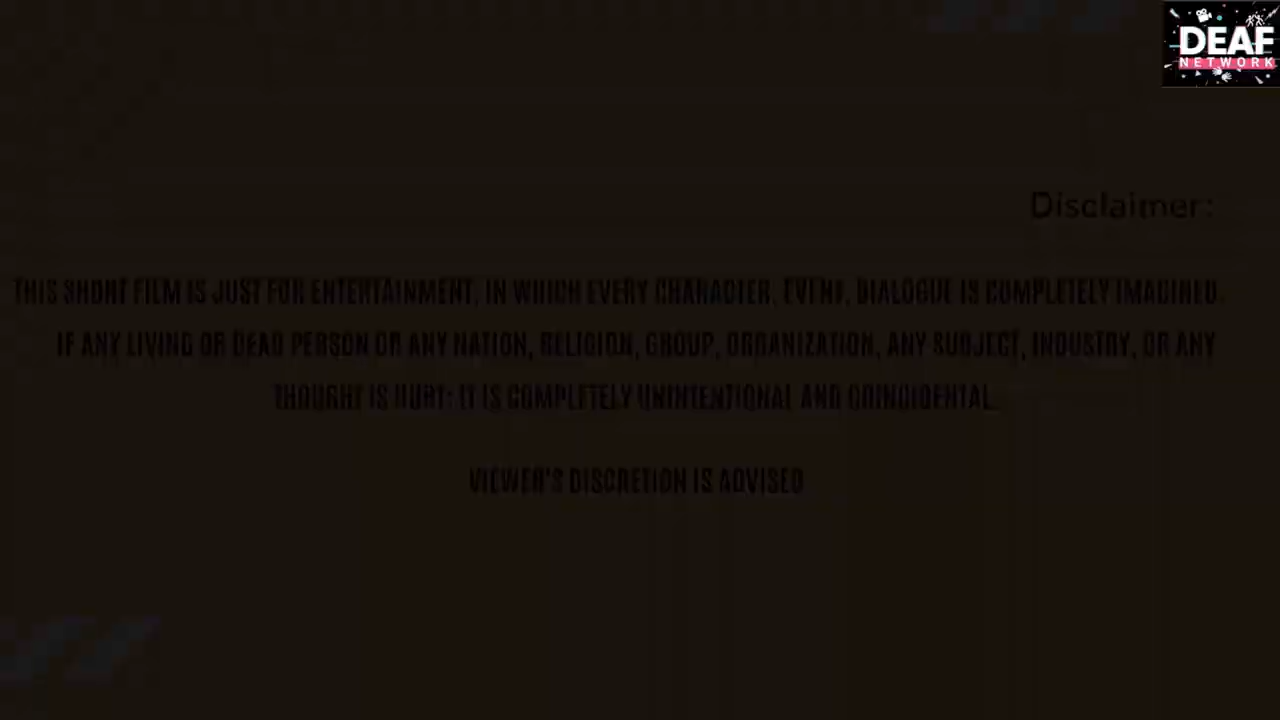 DEAF
NETWORK
Disclaimer:
THIS SHORT FILM IS JUST FOR ENTERTAINMENT, IN WHICH EVERY CHARACTER, EVENT, DIALOGUE IS COMPLETELY IMAGINED.
IF ANY LIVING OR DEAD PERSON OR ANY NATION, RELIGION, GROUP, ORGANIZATION, ANY SUBJECT, INDUSTRY, OR ANY
THOUGHT IS HURT; IT IS COMPLETELY UNINTENTIONAL AND COINCIDENTAL.
VIEWER'S DISCRETION IS ADVISED